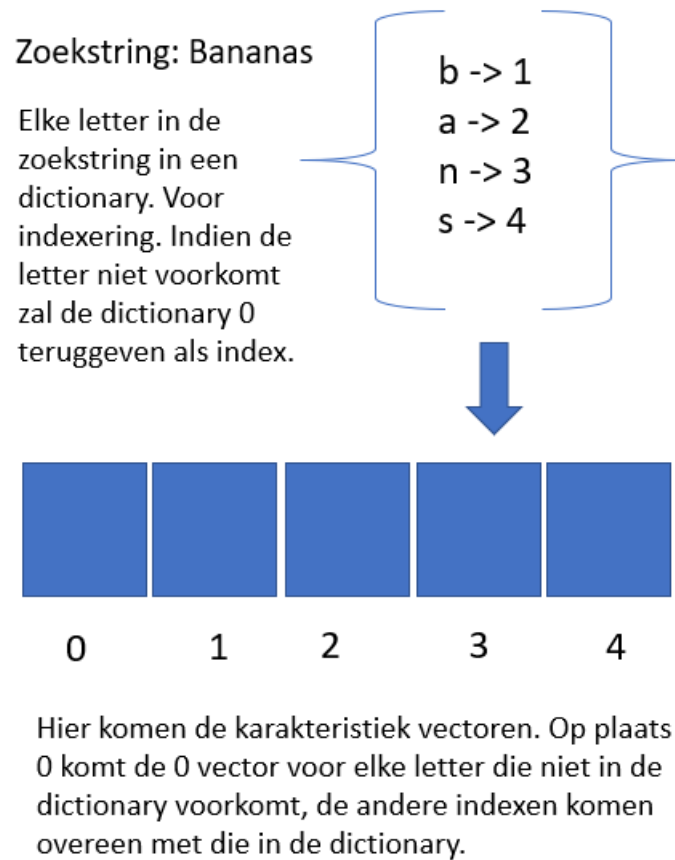 Zoekstring: Bananas
Elke letter in de
zoekstring in een
dictionary. Voor
indexering. Indien de
letter niet voorkomt
zal de dictionary 0
teruggeven als index.
b -> 1
a -> 2
n -> 3
s -> 4
0 1 2 3 4
Hier komen de karakteristiek vectoren. Op plaats
0 komt de 0 vector voor elke letter die niet in de
dictionary voorkomt, de andere indexen komen
overeen met die in de dictionary.